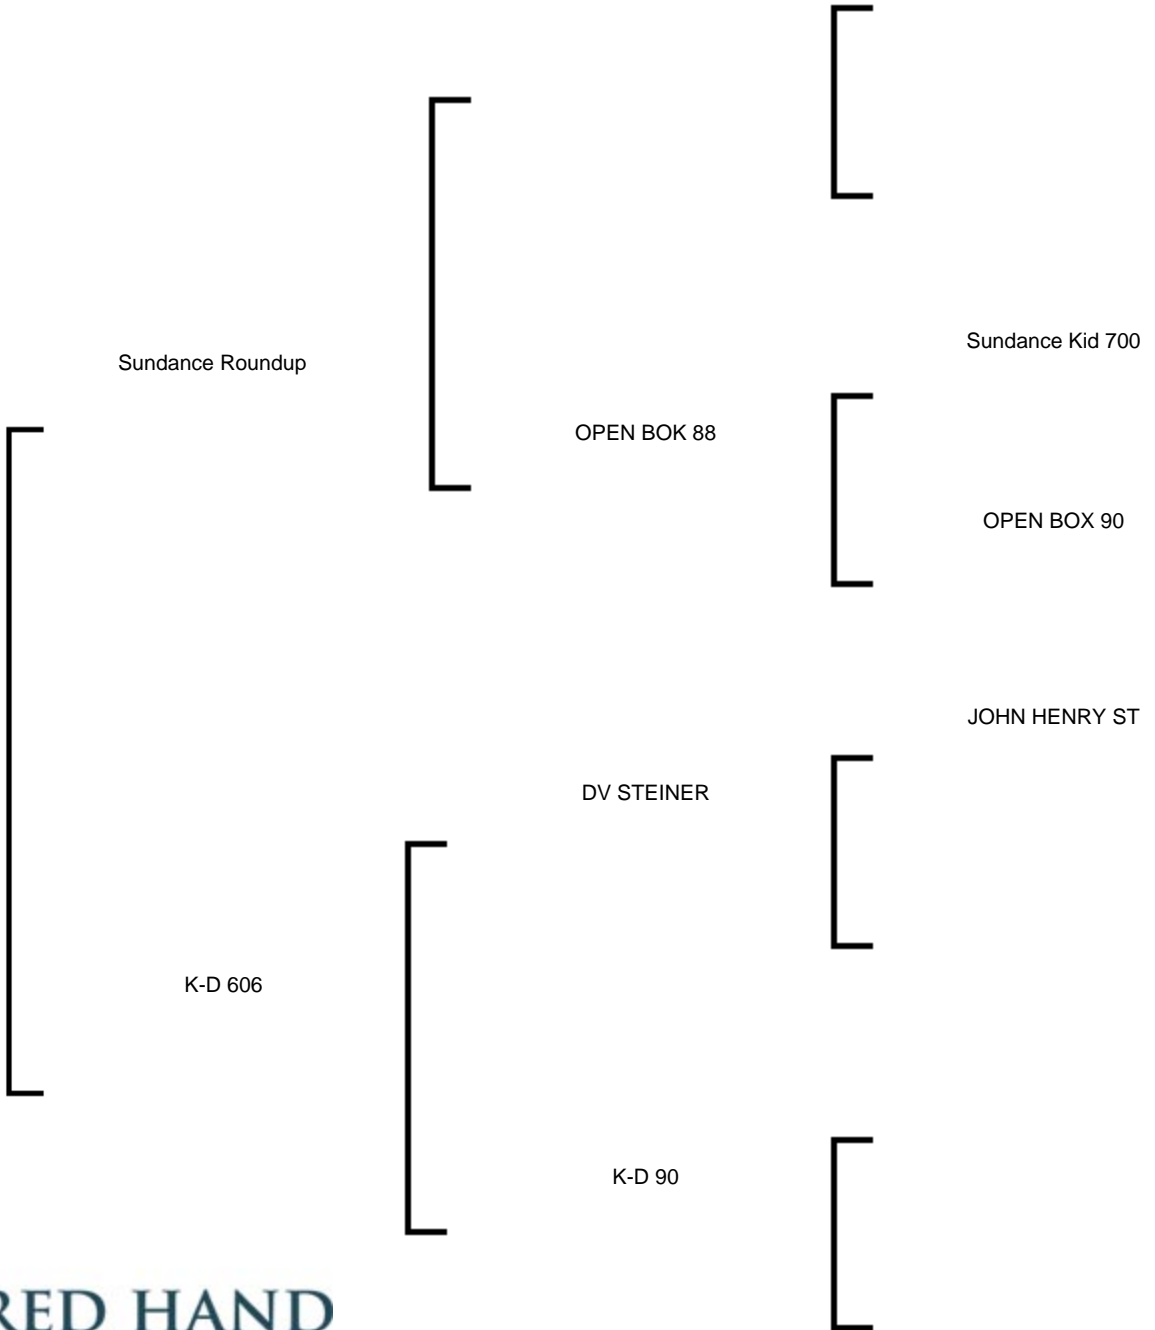 Sundance Kid 700
Sundance Roundup
OPEN BOK 88
OPEN BOX 90
JOHN HENRY ST
DV STEINER
K-D 606
K-D 90
RED HAND